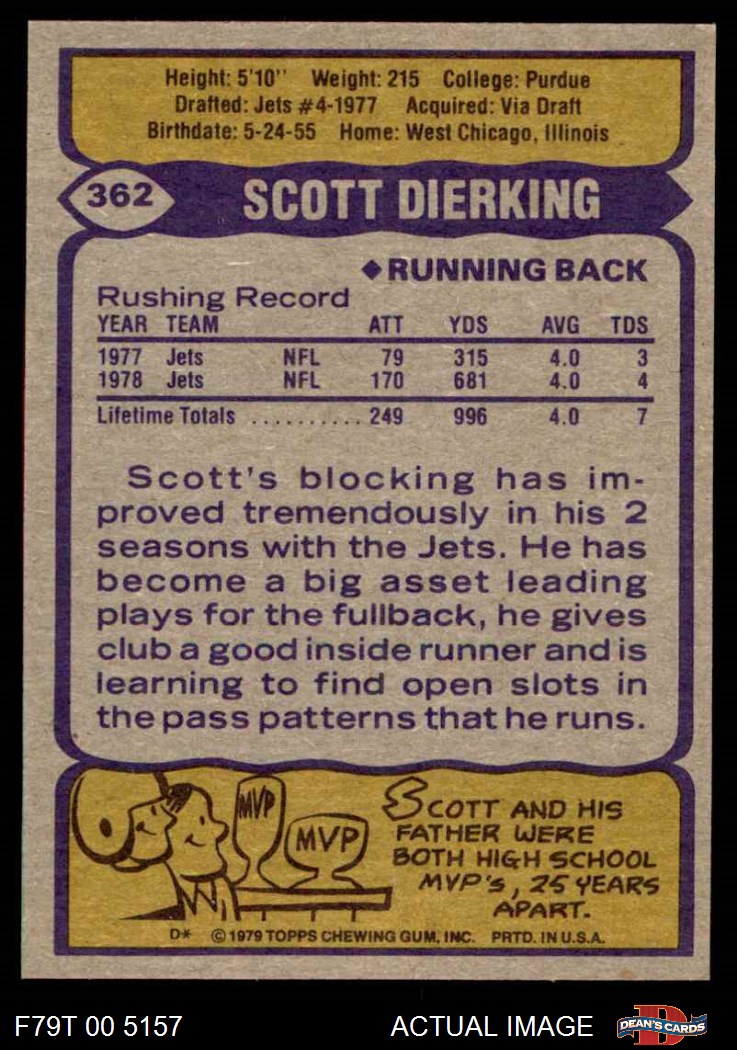 Height: 5'10'' Weight: 215 College: Purdue
Drafted: Jets #4-1977 Acquired: Via Draft
Birthdate: 5-24-55 Home: West Chicago, Illinois
362 SCOTT DIERKING
◆RUNNING BACK
Rushing Record
YEAR TEAM ATT YDS AVG TDS
1977 Jets NFL 79 315 4.0 3
1978 Jets NFL 170 681 4.0 4
Lifetime Totals .......... 249 996 4.0 7
Scott's blocking has im-
proved tremendously in his 2
seasons with the Jets. He has
become a big asset leading
plays for the fullback, he gives
club a good inside runner and is
learning to find open slots in
the pass patterns that he runs.
MVP
MVP
SCOTT AND HIS
FATHER WERE
BOTH HIGH SCHOOL
MVP's, 25 YEARS
APART.
D* © 1979 TOPPS CHEWING GUM, INC. PRTD. IN U.S.A.
F79T 00 5157 ACTUAL IMAGE D DEAN'S CARDS